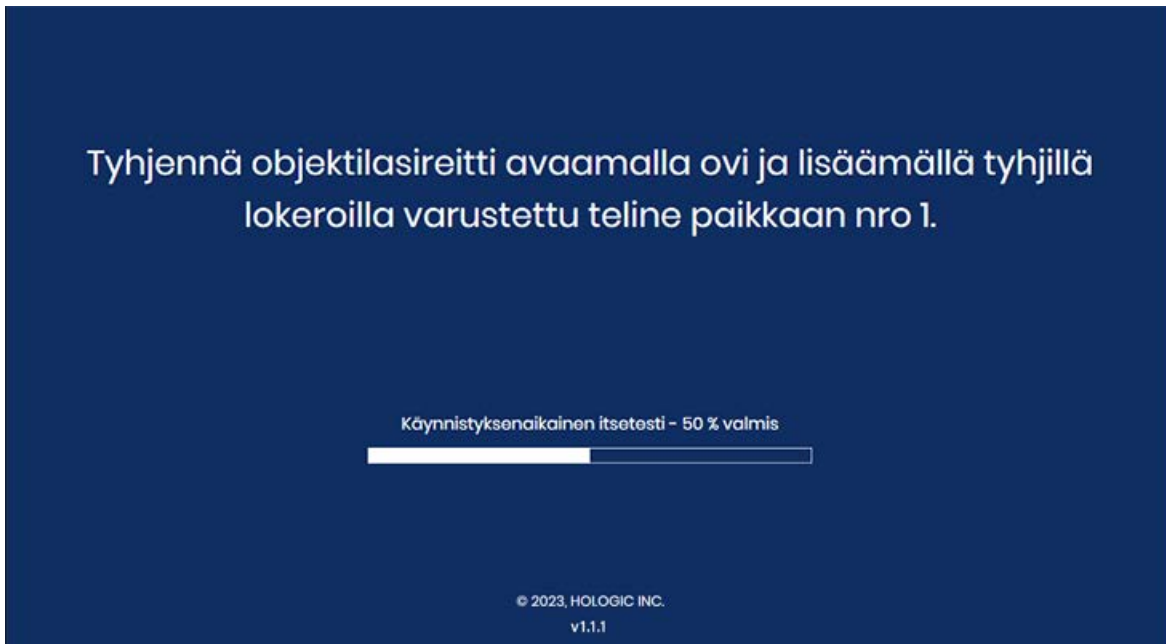 Tyhjennä objektilasireitti avaamalla ovi ja lisäämällä tyhjillä
lokeroilla varustettu teline paikkaan nro 1.
Käynnistyksenaikainen itsetesti - 50 % valmis
© 2023, HOLOGIC INC.
v1.1.1